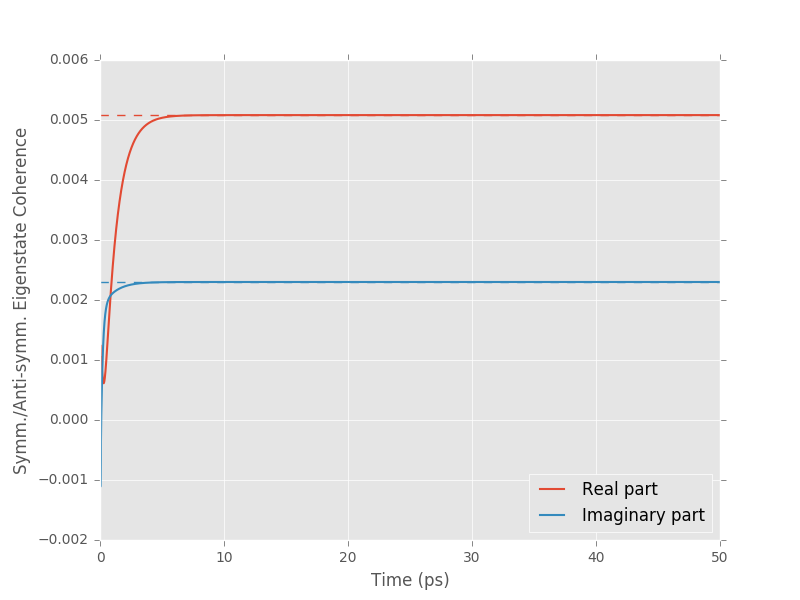 0.006
0.005
0.004
0.003
0.002
0.001
0.000
−0.001
−0.002
Symm./Anti-symm. Eigenstate Coherence
Real part
Imaginary part
0 10 20 30 40 50
Time (ps)